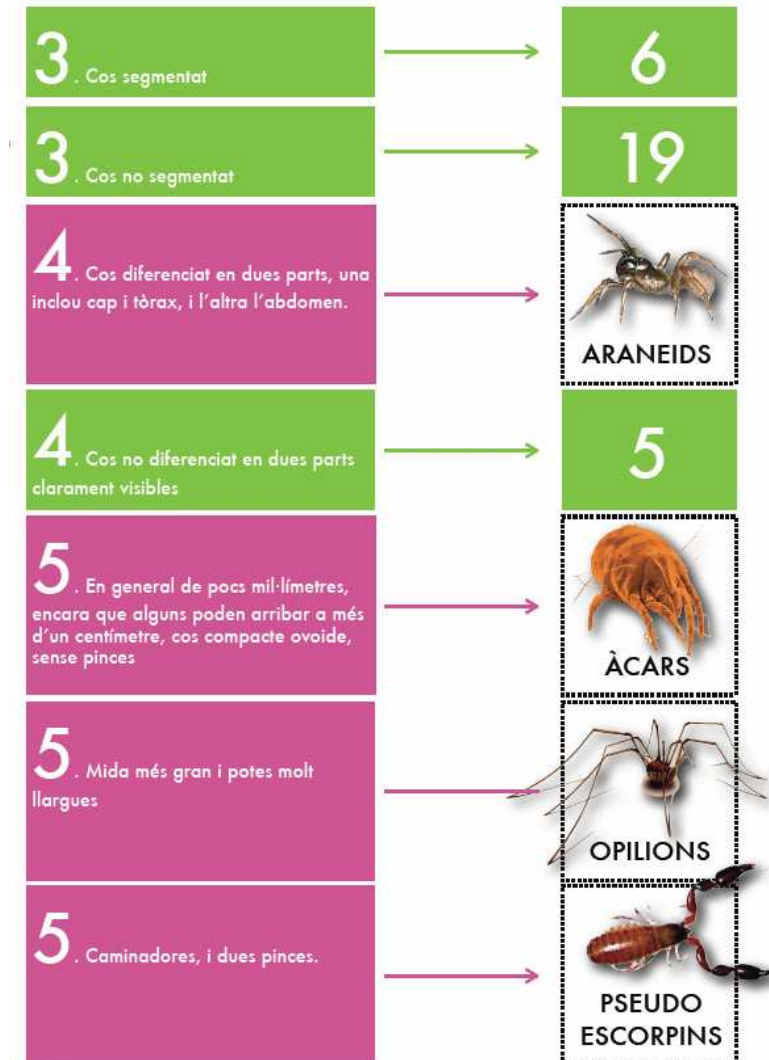 3. Cos segmentat
6
3. Cos no segmentat
19
4. Cos diferenciat en dues parts, una
inclou cap i tòrax, i l'altra l'abdomen.
ARANEIDS
4. Cos no diferenciat en dues parts
clarament visibles
5
5. En general de pocs mil·límetres,
encara que alguns poden arribar a més
d'un centímetre, cos compacte ovoide,
sense pinces
ÀCARS
5. Mida més gran i potes molt
llargues
OPILIONS
5. Caminadores, i dues pinces.
PSEUDO
ESCORPINS